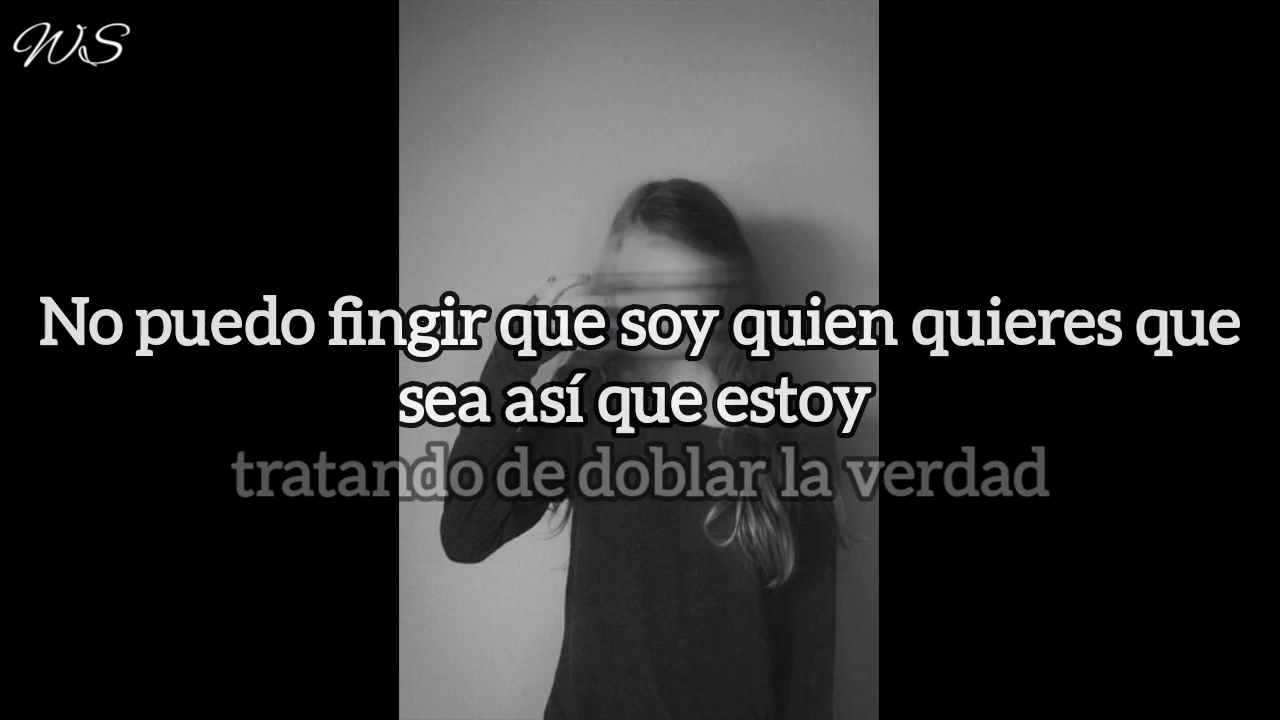 WS
No puedo fingir que soy quien quieres que
sea así que estoy
tratando de doblar la verdad